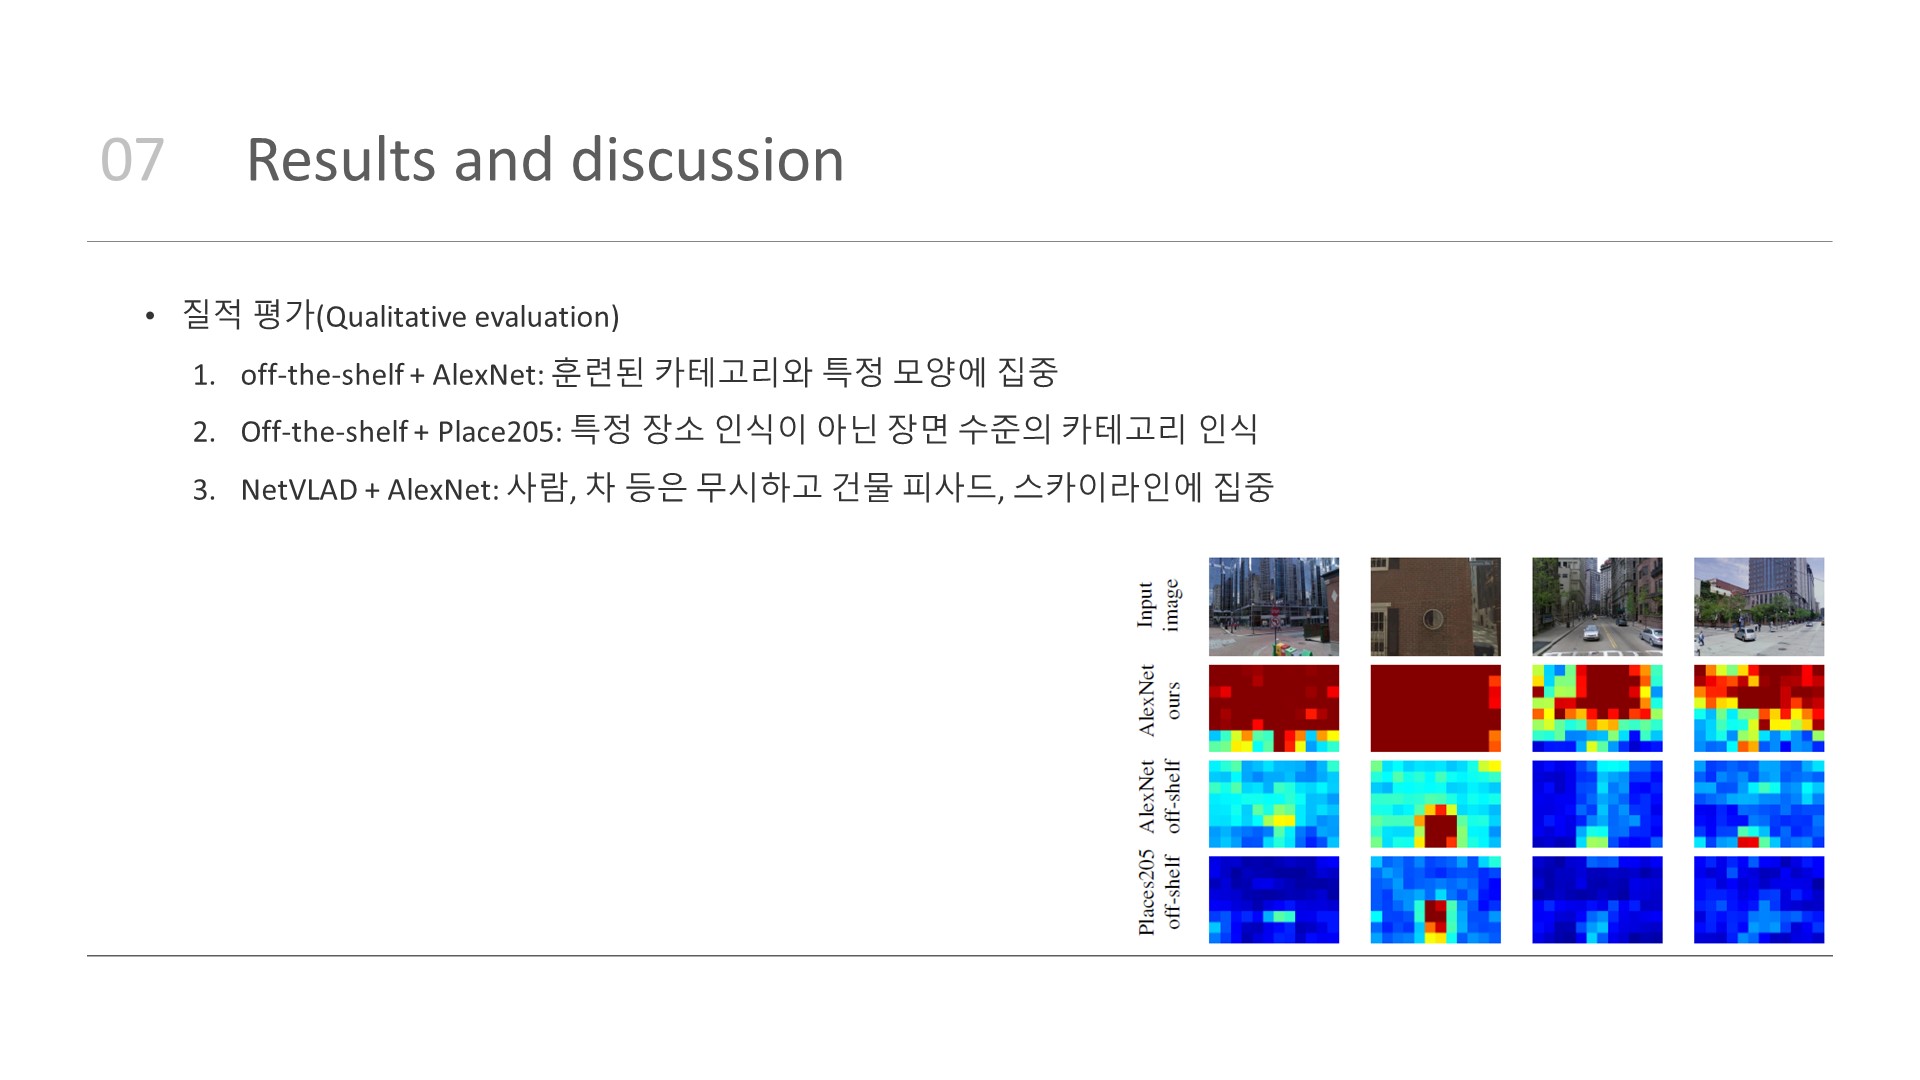 07 Results and discussion
• 질적 평가(Qualitative evaluation)
1. off-the-shelf + AlexNet: 훈련된 카테고리와 특정 모양에 집중
2. Off-the-shelf + Place205: 특정 장소 인식이 아닌 장면 수준의 카테고리 인식
3. NetVLAD + AlexNet: 사람, 차 등은 무시하고 건물 피사드, 스카이라인에 집중
Input
image
AlexNet
ours
AlexNet
off-shelf
Places205
off-shelf